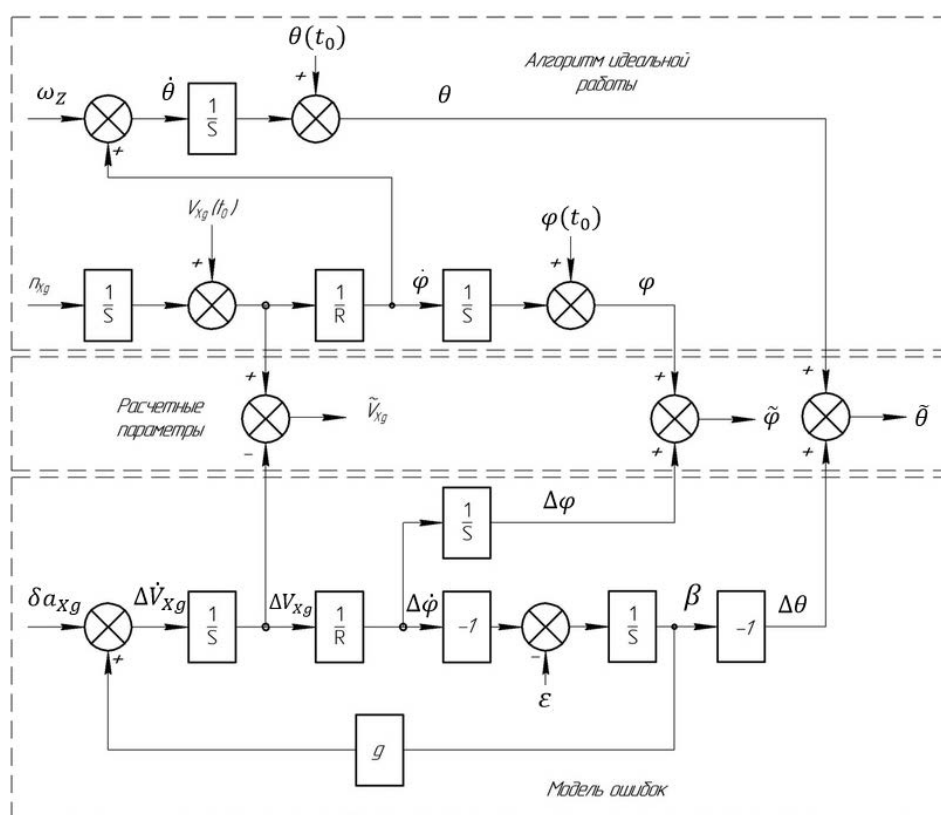 θ(t₀)
Алгоритм идеальной
работы
ω_Z
θ̇
1/S
θ
+
+
V_Xg(t₀)
φ(t₀)
+
+
n_Xg
1/S
1/R
φ̇
1/S
φ
+
+
+
Расчетные
параметры
Ṽ_Xg
φ̃
θ̃
-
+
+
1/S
Δφ
δa_Xg
ΔV̇_Xg
1/S
ΔV_Xg
1/R
Δφ̇
-1
1/S
β
-1
Δθ
+
-
ε
g
Модель ошибок